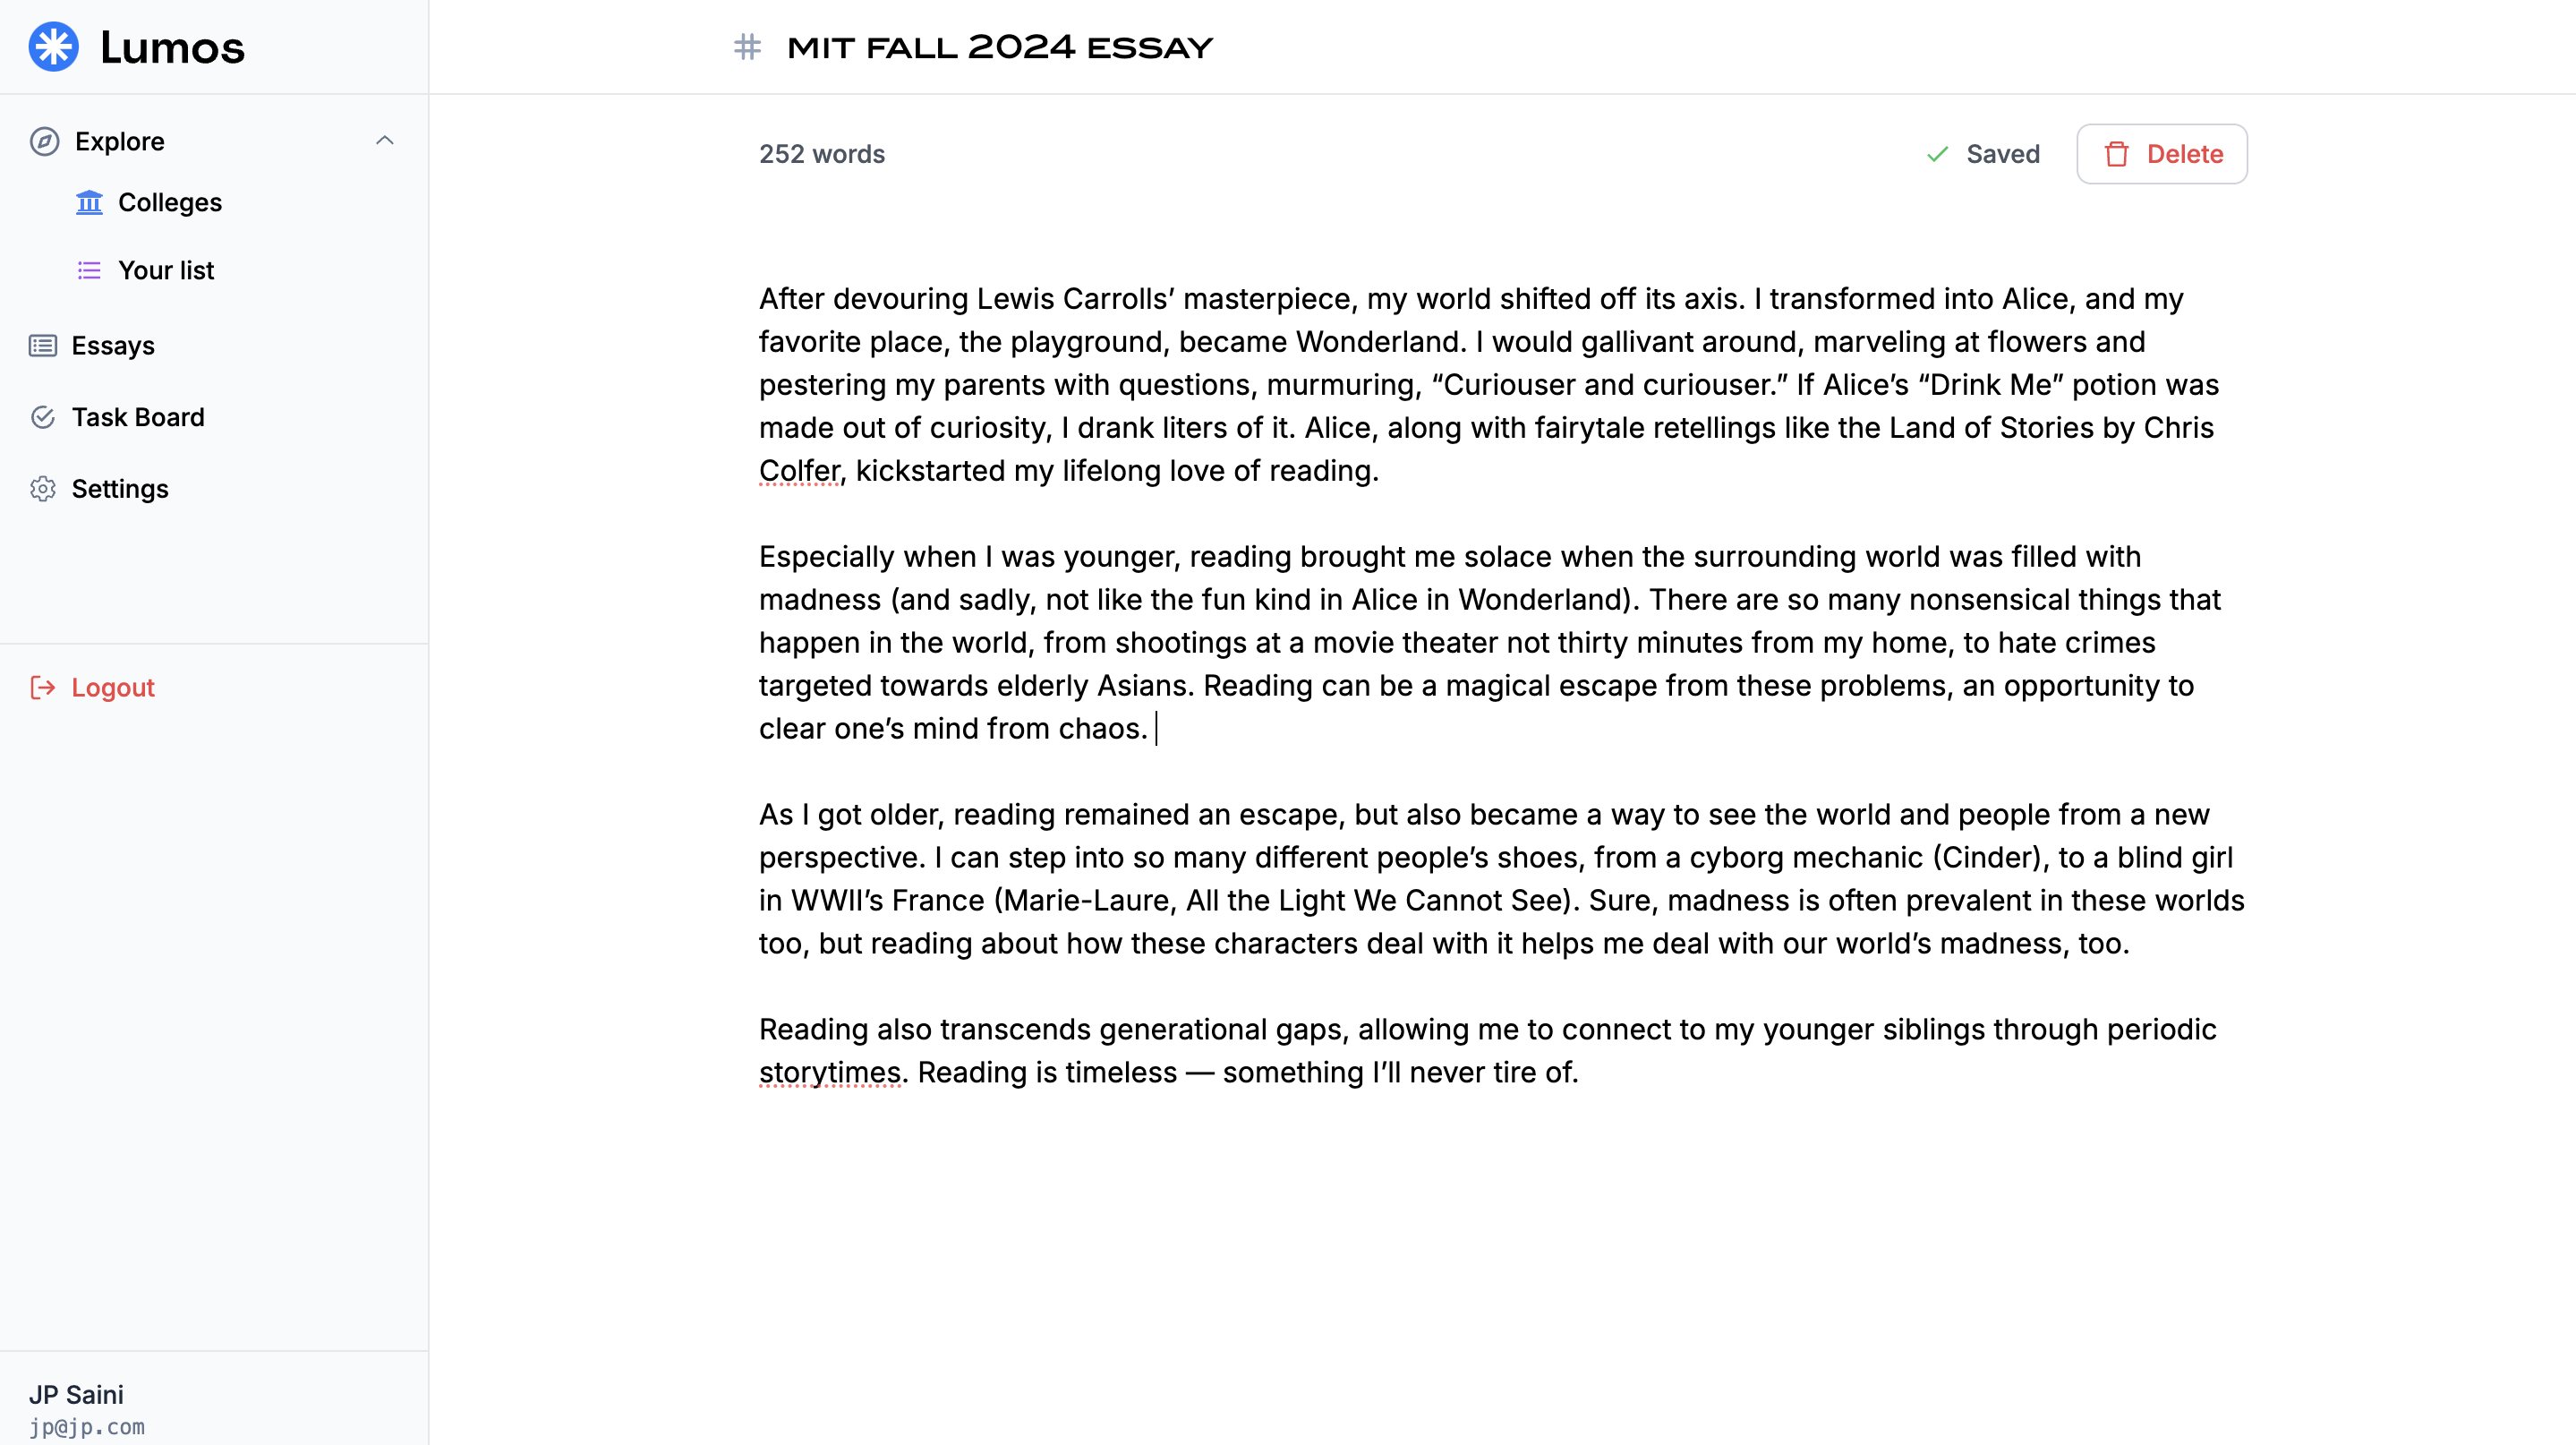 Lumos
# MIT FALL 2024 ESSAY
Explore
Colleges
Your list
Essays
Task Board
Settings
Logout
JP Saini
jp@jp.com
252 words
Saved
Delete
After devouring Lewis Carrolls’ masterpiece, my world shifted off its axis. I transformed into Alice, and my
favorite place, the playground, became Wonderland. I would gallivant around, marveling at flowers and
pestering my parents with questions, murmuring, “Curiouser and curiouser.” If Alice’s “Drink Me” potion was
made out of curiosity, I drank liters of it. Alice, along with fairytale retellings like the Land of Stories by Chris
Colfer, kickstarted my lifelong love of reading.
Especially when I was younger, reading brought me solace when the surrounding world was filled with
madness (and sadly, not like the fun kind in Alice in Wonderland). There are so many nonsensical things that
happen in the world, from shootings at a movie theater not thirty minutes from my home, to hate crimes
targeted towards elderly Asians. Reading can be a magical escape from these problems, an opportunity to
clear one’s mind from chaos.
As I got older, reading remained an escape, but also became a way to see the world and people from a new
perspective. I can step into so many different people’s shoes, from a cyborg mechanic (Cinder), to a blind girl
in WWII’s France (Marie-Laure, All the Light We Cannot See). Sure, madness is often prevalent in these worlds
too, but reading about how these characters deal with it helps me deal with our world’s madness, too.
Reading also transcends generational gaps, allowing me to connect to my younger siblings through periodic
storytimes. Reading is timeless — something I’ll never tire of.